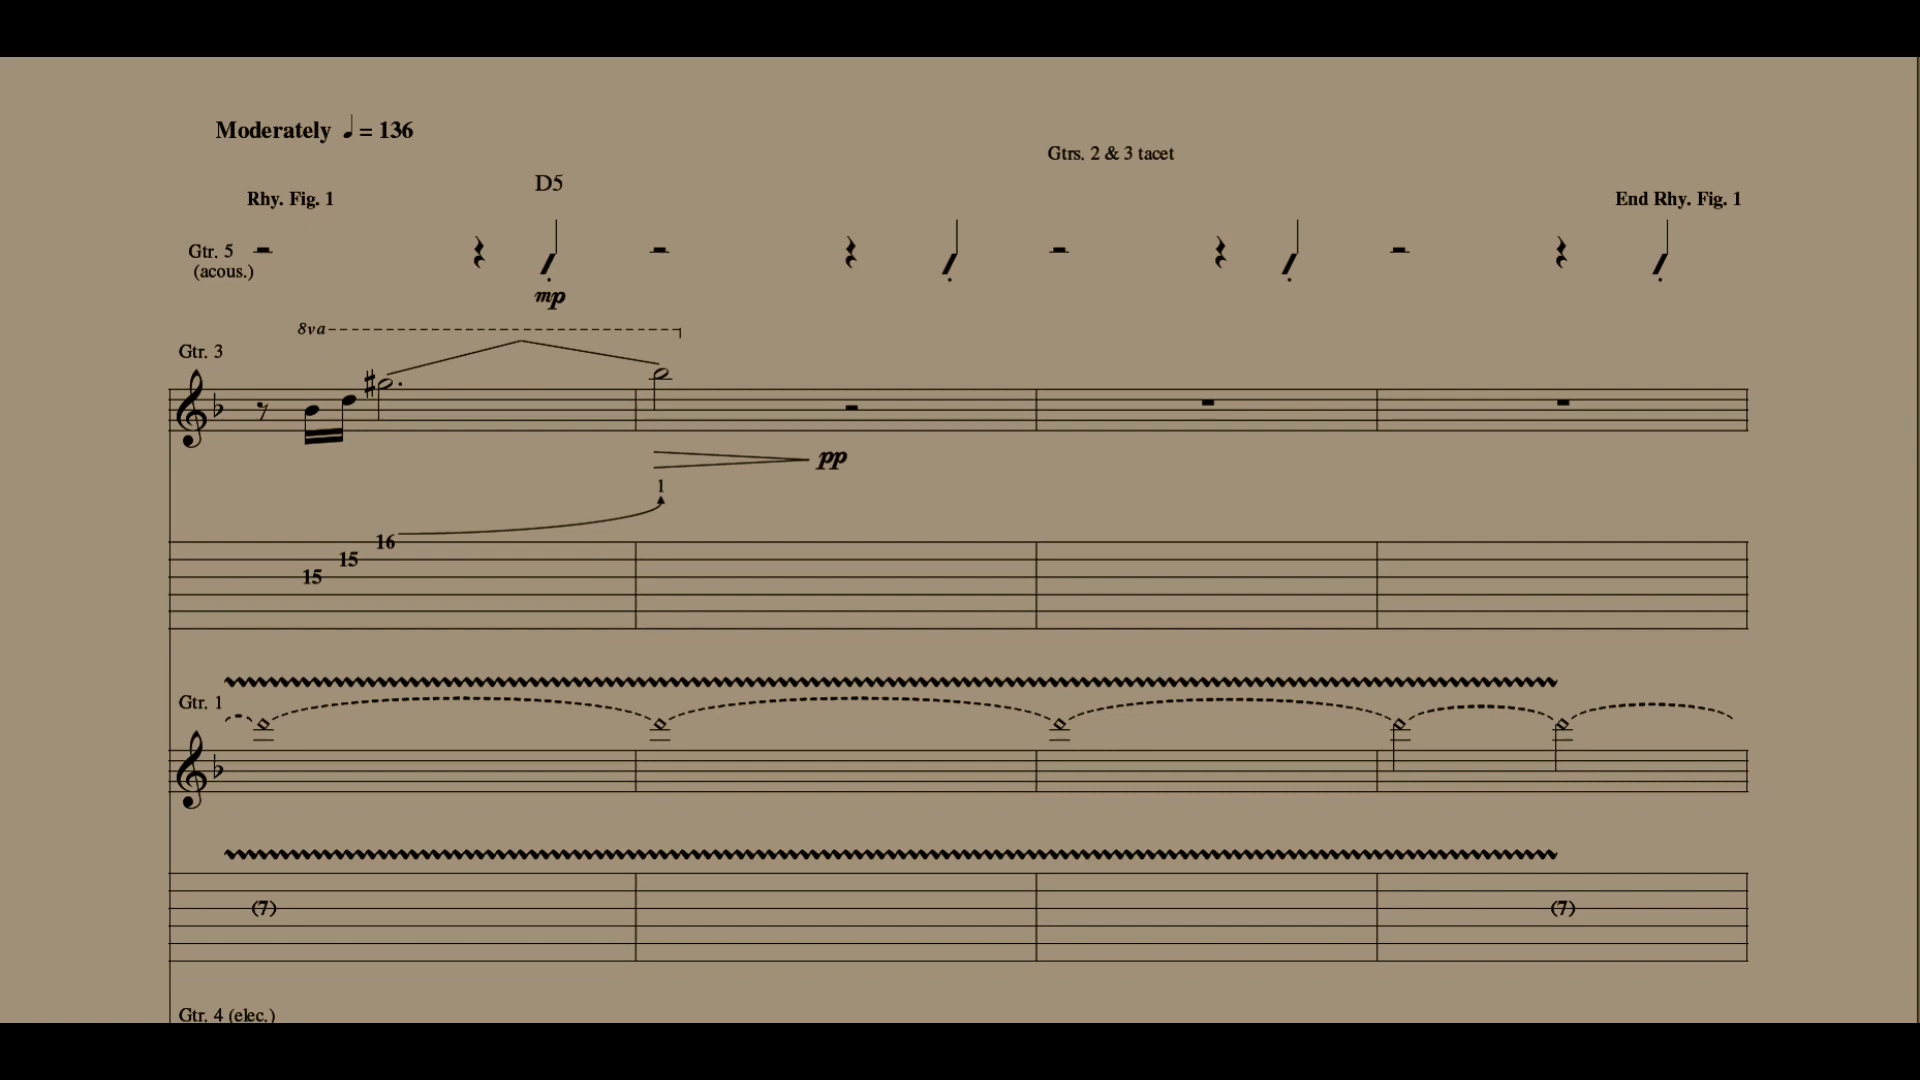 Moderately ♩ = 136
Gtrs. 2 & 3 tacet
D5
Rhy. Fig. 1 End Rhy. Fig. 1
Gtr. 5
(acous.)
mp
8va
Gtr. 3
pp
1
16
15
15
Gtr. 1
(7) (7)
Gtr. 4 (elec.)